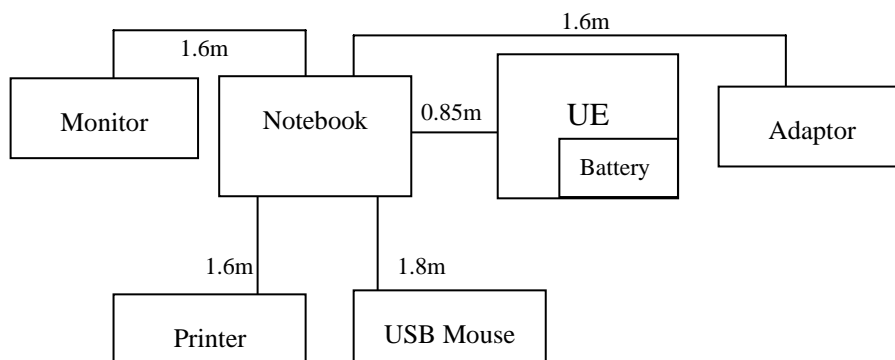 1.6m
1.6m
Monitor
Notebook
0.85m
UE
Battery
Adaptor
1.6m
1.8m
Printer
USB Mouse